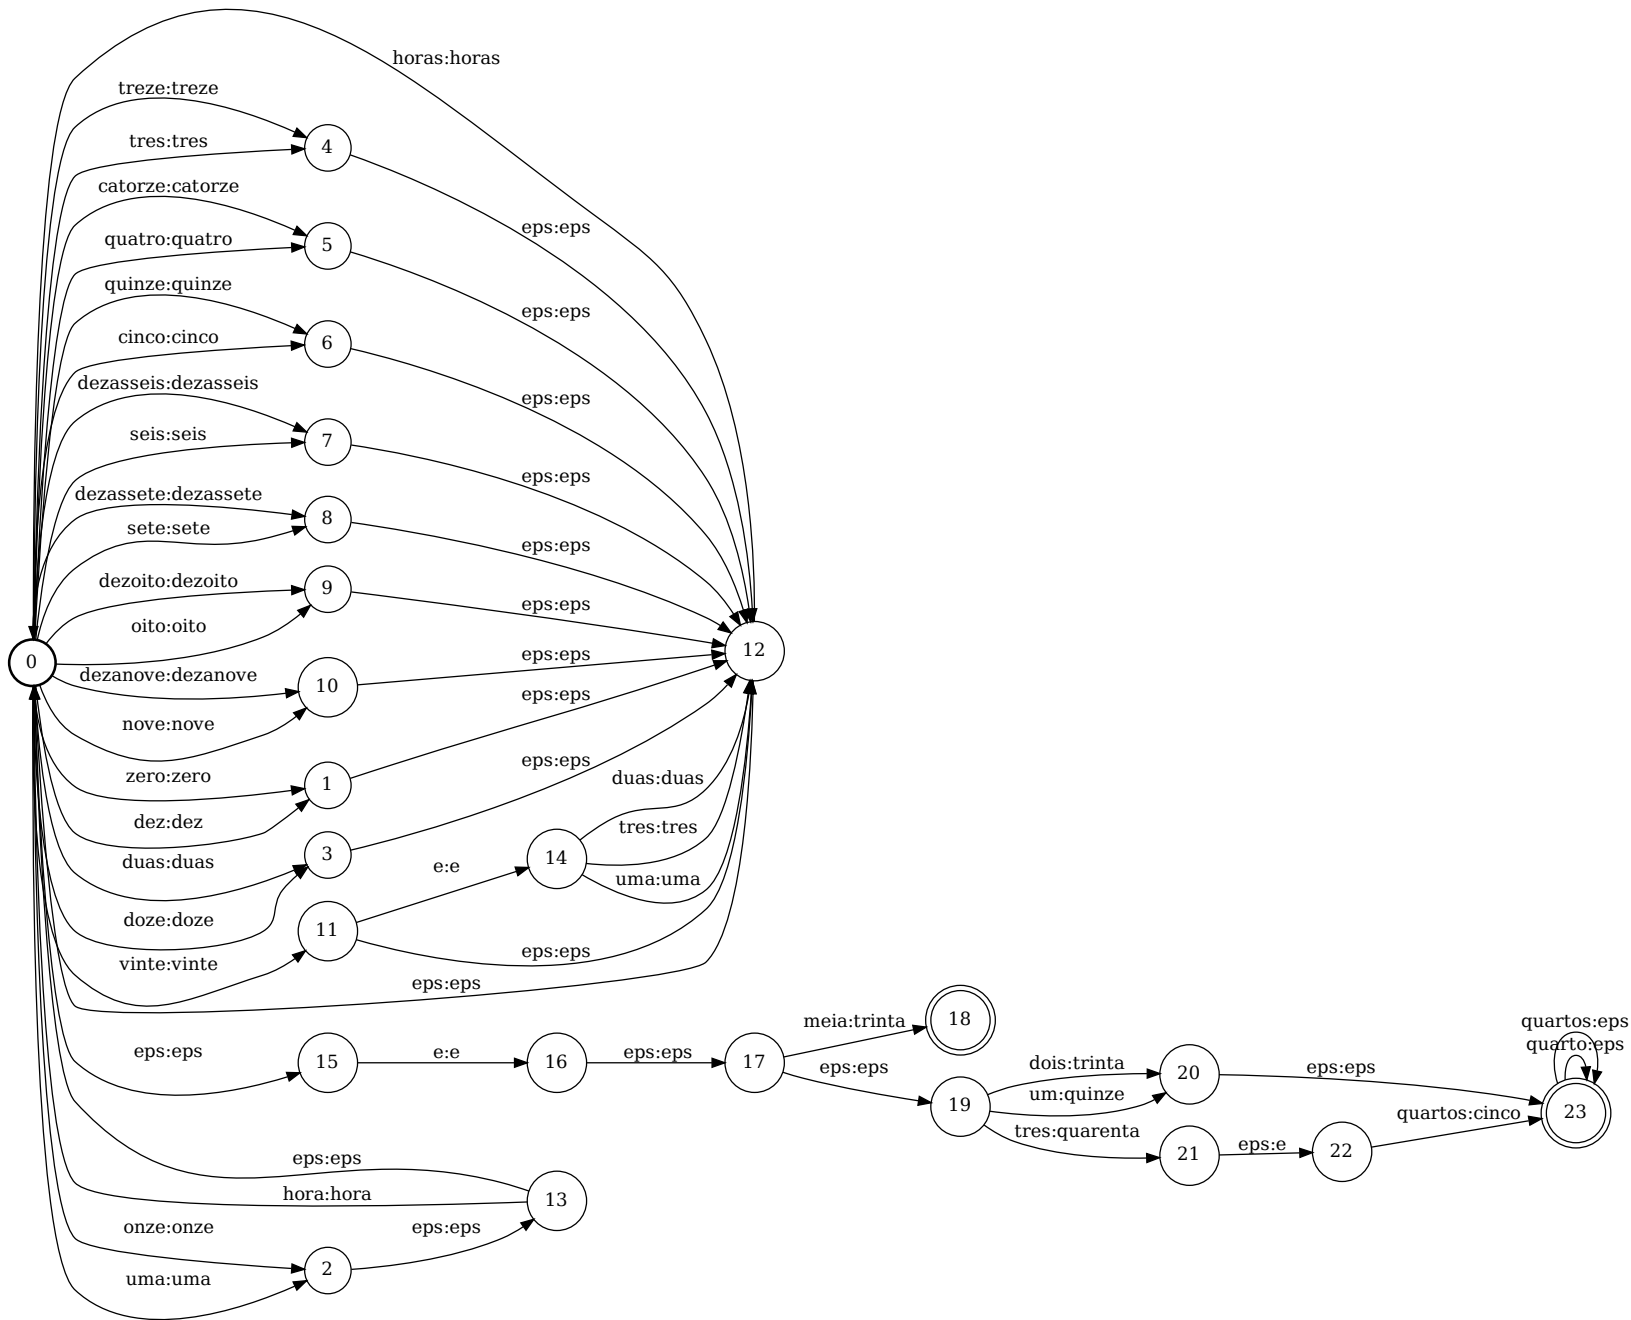 horas:horas
treze:treze
tres:tres
4
catorze:catorze
quatro:quatro
5
eps:eps
quinze:quinze
cinco:cinco
6
eps:eps
dezasseis:dezasseis
seis:seis
7
eps:eps
dezassete:dezassete
sete:sete
8
eps:eps
dezoito:dezoito
oito:oito
9
eps:eps
0
dezanove:dezanove
nove:nove
10
eps:eps
eps:eps
12
zero:zero
dez:dez
1
eps:eps
duas:duas
doze:doze
3
eps:eps
vinte:vinte
11
e:e
14
duas:duas
tres:tres
uma:uma
eps:eps
eps:eps
eps:eps
15
e:e
16
eps:eps
17
meia:trinta
18
eps:eps
19
dois:trinta
um:quinze
20
eps:eps
tres:quarenta
21
eps:e
22
quartos:cinco
quartos:eps
quarto:eps
23
eps:eps
hora:hora
13
onze:onze
eps:eps
uma:uma
2